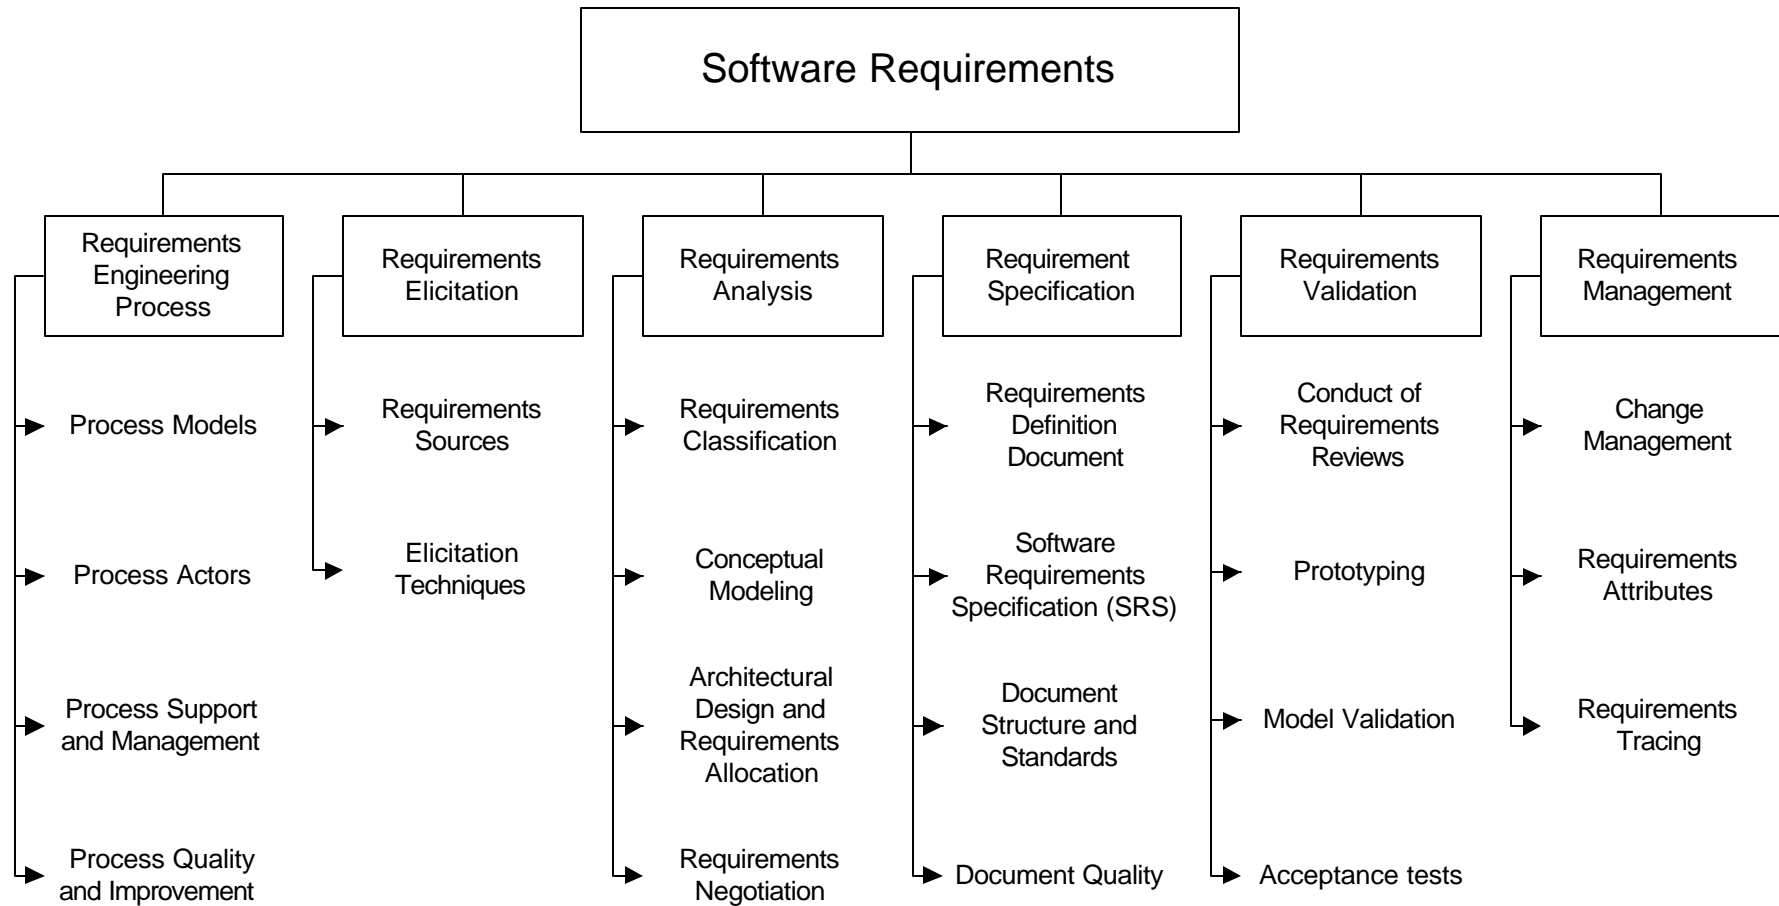 Software Requirements
Requirements
Engineering
Process
Requirements
Elicitation
Requirements
Analysis
Requirement
Specification
Requirements
Validation
Requirements
Management
Process Models
Process Actors
Process Support
and Management
Process Quality
and Improvement
Requirements
Sources
Elicitation
Techniques
Requirements
Classification
Conceptual
Modeling
Architectural
Design and
Requirements
Allocation
Requirements
Negotiation
Requirements
Definition
Document
Software
Requirements
Specification (SRS)
Document
Structure and
Standards
Document Quality
Conduct of
Requirements
Reviews
Prototyping
Model Validation
Acceptance tests
Change
Management
Requirements
Attributes
Requirements
Tracing